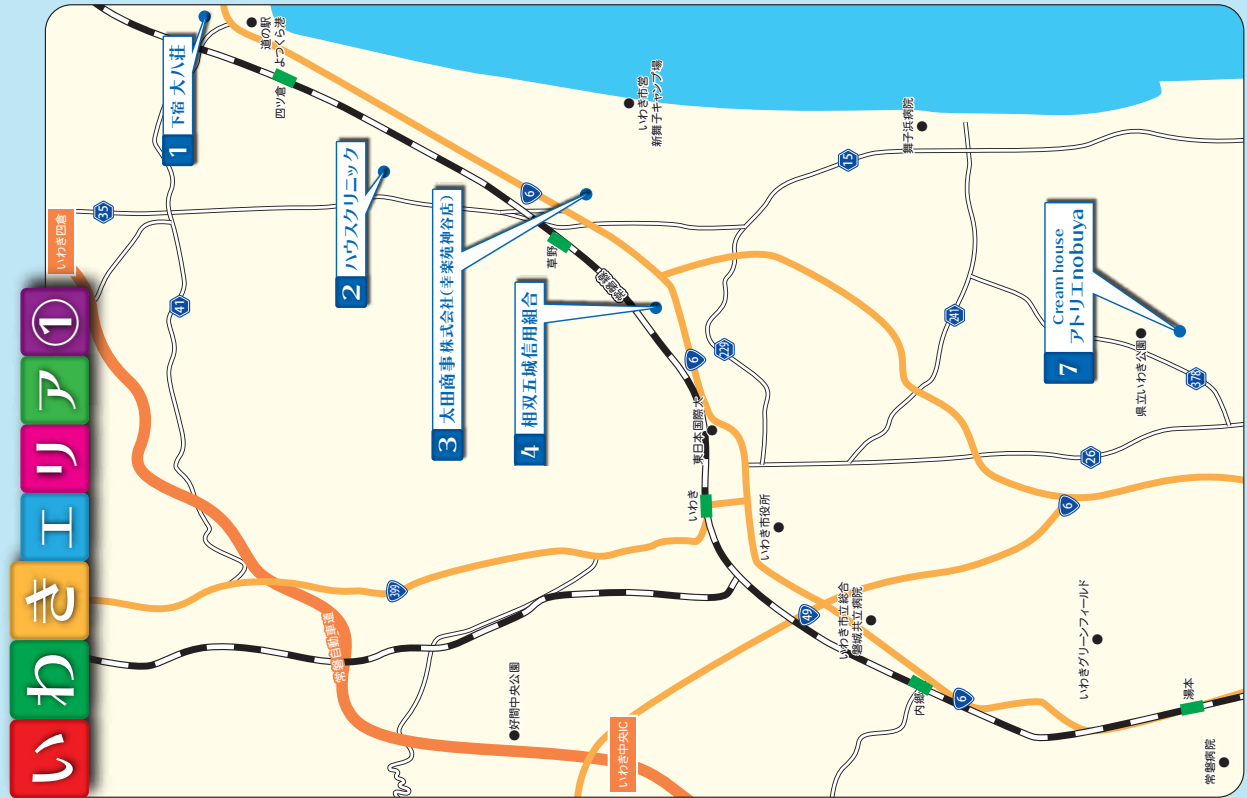 いわきエリア①
1 下宿 大八荘
道の駅
よつくら港
四ツ倉
いわき四倉
35
41
2 ハウスクリニック
3 太田商事株式会社(幸楽苑神谷店)
4 相双五城信用組合
6
草野
常磐線
いわき市営
新舞子キャンプ場
15
舞子浜病院
241
229
6
東日本国際大
7 Cream house
アトリエnobuya
県立いわき公園
378
26
6
いわき
いわき市役所
399
常磐自動車道
好間中央公園
いわき中央IC
49
いわき市立総合
磐城共立病院
内郷
6
いわきグリーンフィールド
湯本
常磐病院